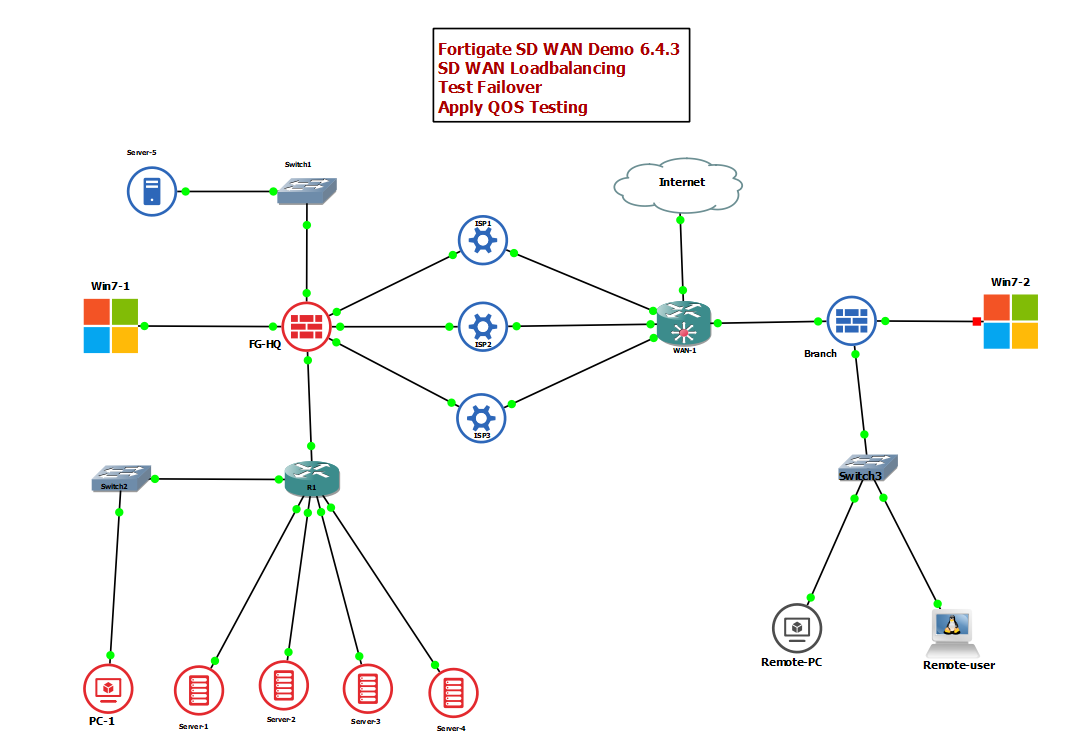 Fortigate SD WAN Demo 6.4.3
SD WAN Loadbalancing
Test Failover
Apply QOS Testing
Server-5
Switch1
Internet
ISP1
Win7-1
Win7-2
FG-HQ
ISP2
WAN-1
Branch
ISP3
Switch2
R1
Switch3
Remote-PC
Remote-user
PC-1
Server-1
Server-2
Server-3
Server-4